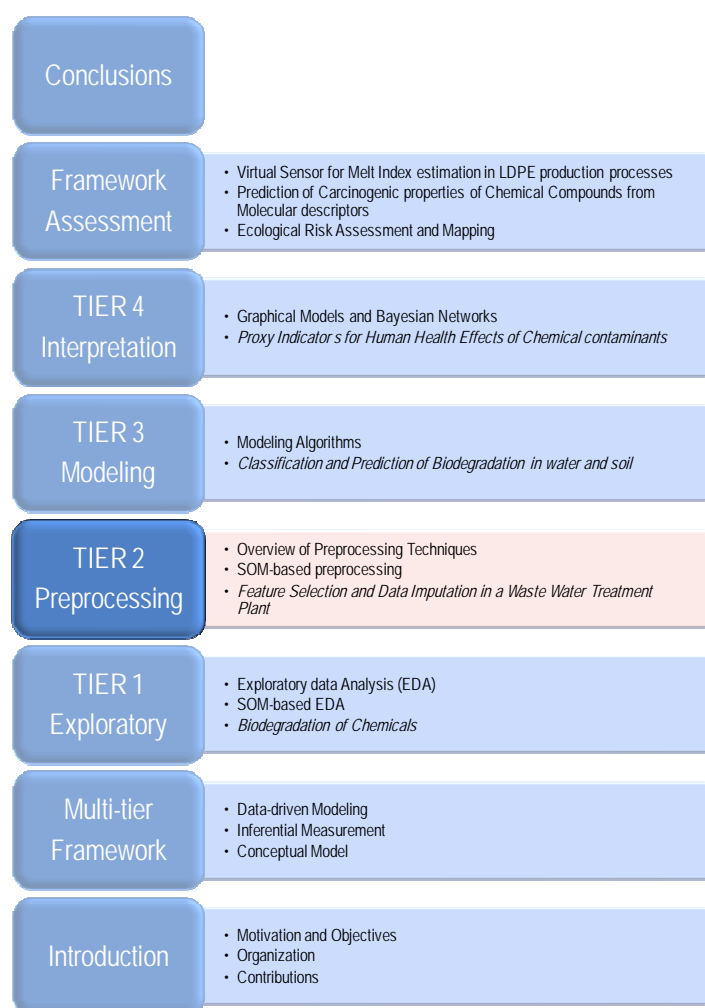 Conclusions
Framework
Assessment
• Virtual Sensor for Melt Index estimation in LDPE production processes
• Prediction of Carcinogenic properties of Chemical Compounds from
Molecular descriptors
• Ecological Risk Assessment and Mapping
TIER 4
Interpretation
• Graphical Models and Bayesian Networks
• Proxy Indicator s for Human Health Effects of Chemical contaminants
TIER 3
Modeling
• Modeling Algorithms
• Classification and Prediction of Biodegradation in water and soil
TIER 2
Preprocessing
• Overview of Preprocessing Techniques
• SOM-based preprocessing
• Feature Selection and Data Imputation in a Waste Water Treatment
Plant
TIER 1
Exploratory
• Exploratory data Analysis (EDA)
• SOM-based EDA
• Biodegradation of Chemicals
Multi-tier
Framework
• Data-driven Modeling
• Inferential Measurement
• Conceptual Model
Introduction
• Motivation and Objectives
• Organization
• Contributions